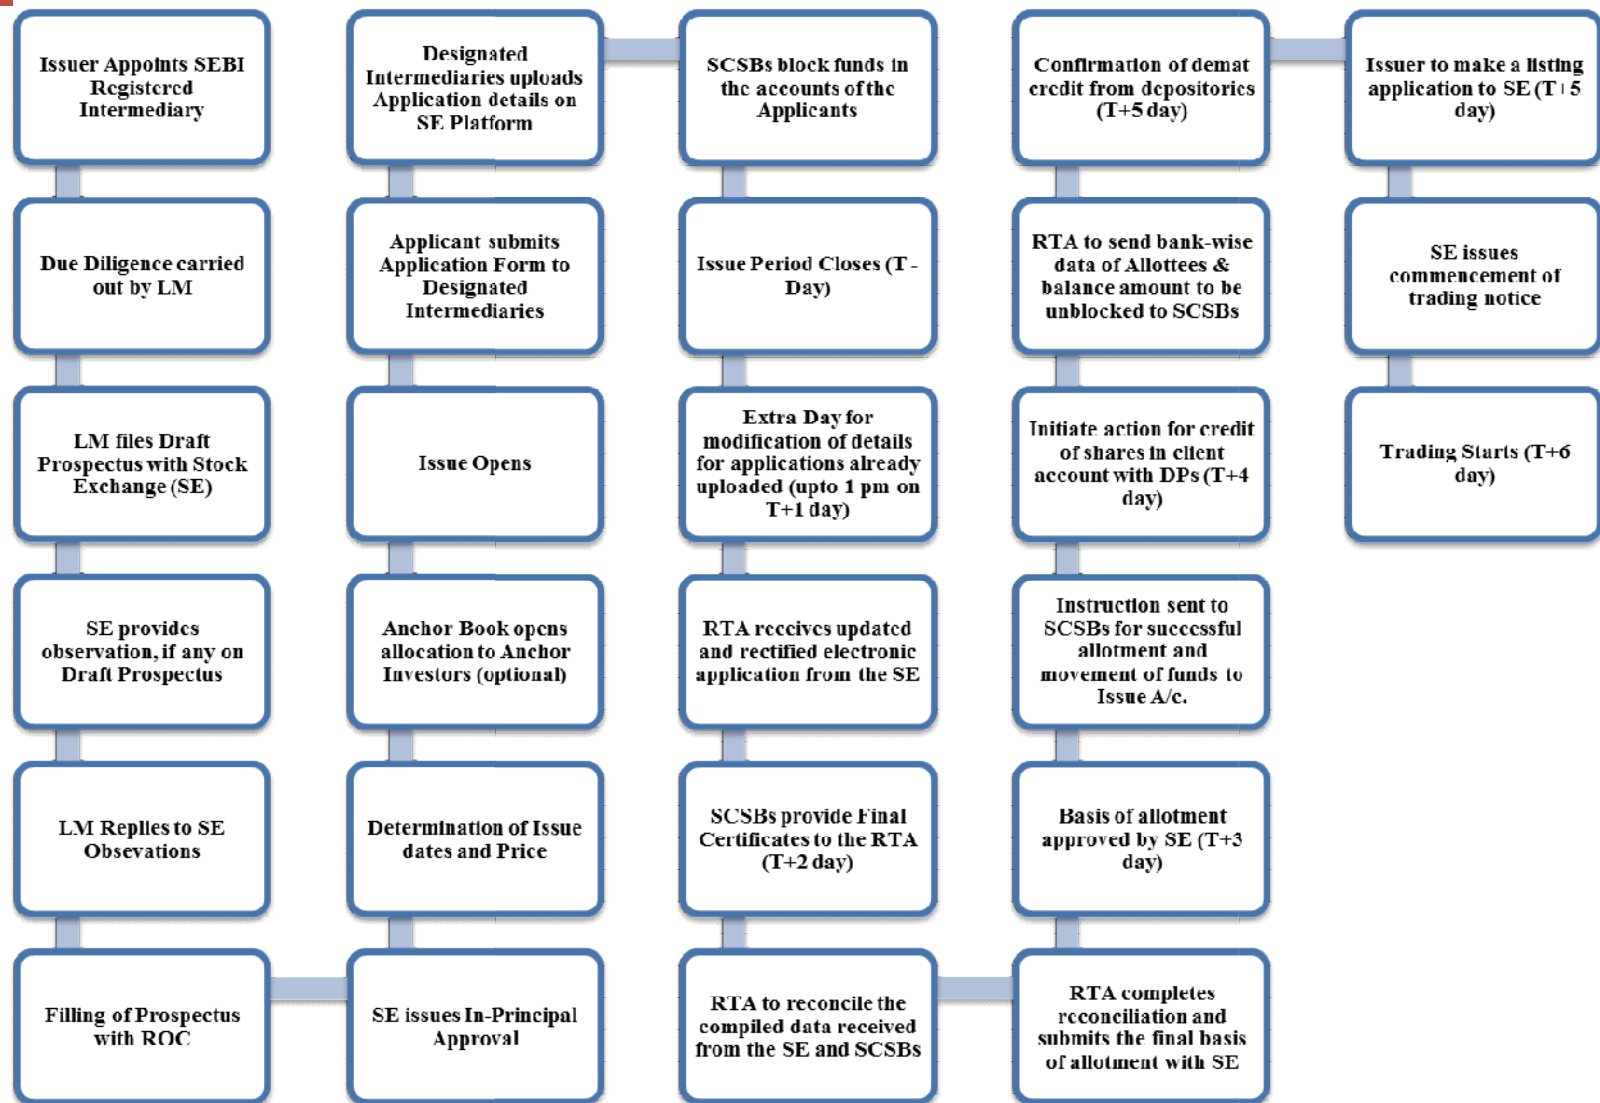 Issuer Appoints SEBI
Registered
Intermediary
Due Diligence carried
out by LM
LM files Draft
Prospectus with Stock
Exchange (SE)
SE provides
observation, if any on
Draft Prospectus
LM Replies to SE
Obsevations
Filling of Prospectus
with ROC
SE issues In-Principal
Approval
Determination of Issue
dates and Price
Anchor Book opens
allocation to Anchor
Investors (optional)
Issue Opens
Applicant submits
Application Form to
Designated
Intermediaries
Designated
Intermediaries uploads
Application details on
SE Platform
SCSBs block funds in
the accounts of the
Applicants
Issue Period Closes (T-
Day)
Extra Day for
modification of details
for applications already
uploaded (upto 1 pm on
T+1 day)
RTA receives updated
and rectified electronic
application from the SE
SCSBs provide Final
Certificates to the RTA
(T+2 day)
RTA to reconcile the
compiled data received
from the SE and SCSBs
RTA completes
reconciliation and
submits the final basis
of allotment with SE
Basis of allotment
approved by SE (T+3
day)
Instruction sent to
SCSBs for successful
allotment and
movement of funds to
Issue A/c.
Initiate action for credit
of shares in client
account with DPs (T+4
day)
RTA to send bank-wise
data of Allottees &
balance amount to be
unblocked to SCSBs
Confirmation of demat
credit from depositories
(T+5 day)
Issuer to make a listing
application to SE (T+5
day)
SE issues
commencement of
trading notice
Trading Starts (T+6
day)